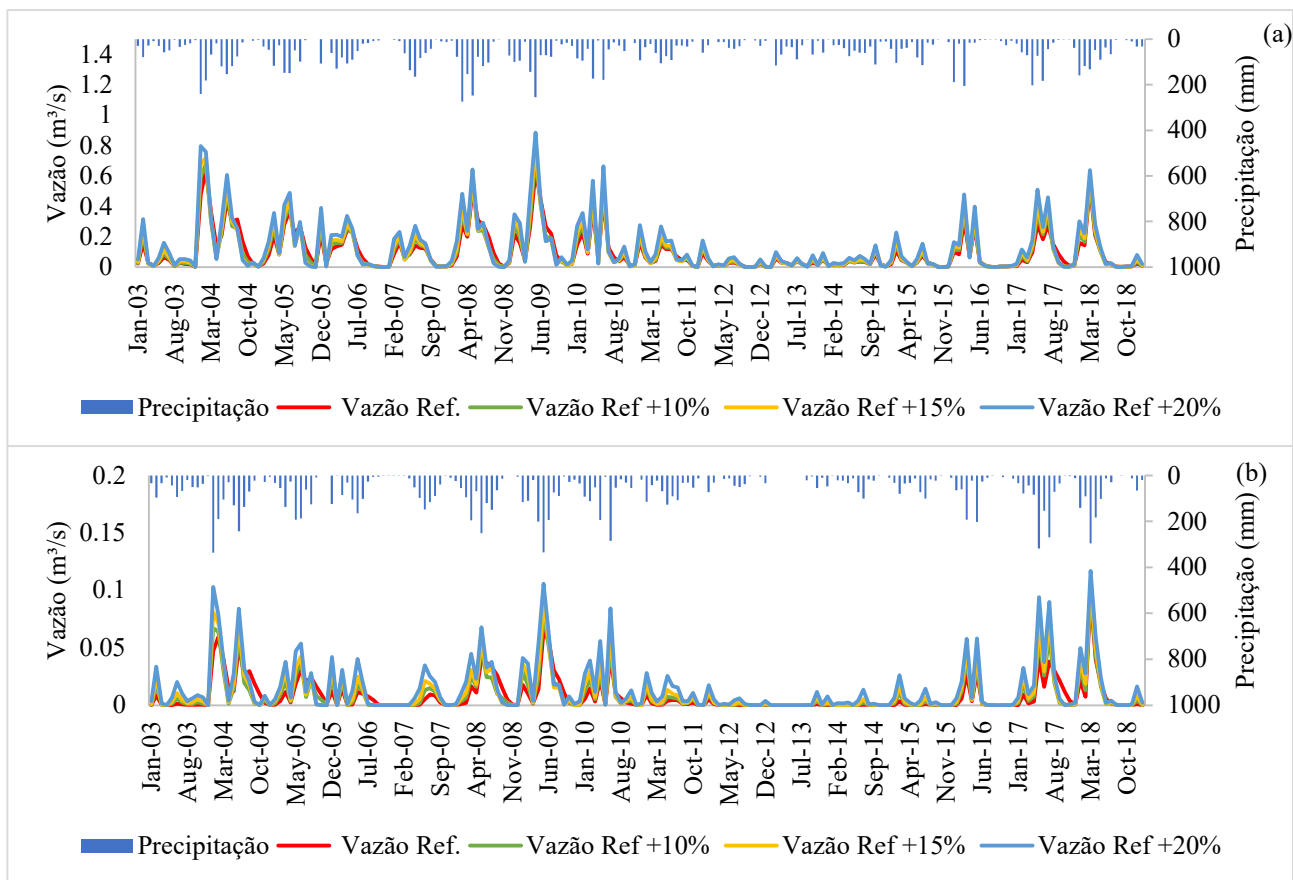 (a)
Vazão (m³/s)
1.4
1.2
1
0.8
0.6
0.4
0.2
0
Precipitação (mm)
0
200
400
600
800
1000
Jan-03 Aug-03 Mar-04 Oct-04 May-05 Dec-05 Jul-06 Feb-07 Sep-07 Apr-08 Nov-08 Jun-09 Jan-10 Aug-10 Mar-11 Oct-11 May-12 Dec-12 Jul-13 Feb-14 Sep-14 Apr-15 Nov-15 Jun-16 Jan-17 Aug-17 Mar-18 Oct-18
Precipitação Vazão Ref. Vazão Ref +10% Vazão Ref +15% Vazão Ref +20%
(b)
Vazão (m³/s)
0.2
0.15
0.1
0.05
0
Precipitação (mm)
0
200
400
600
800
1000
Jan-03 Aug-03 Mar-04 Oct-04 May-05 Dec-05 Jul-06 Feb-07 Sep-07 Apr-08 Nov-08 Jun-09 Jan-10 Aug-10 Mar-11 Oct-11 May-12 Dec-12 Jul-13 Feb-14 Sep-14 Apr-15 Nov-15 Jun-16 Jan-17 Aug-17 Mar-18 Oct-18
Precipitação Vazão Ref. Vazão Ref +10% Vazão Ref +15% Vazão Ref +20%